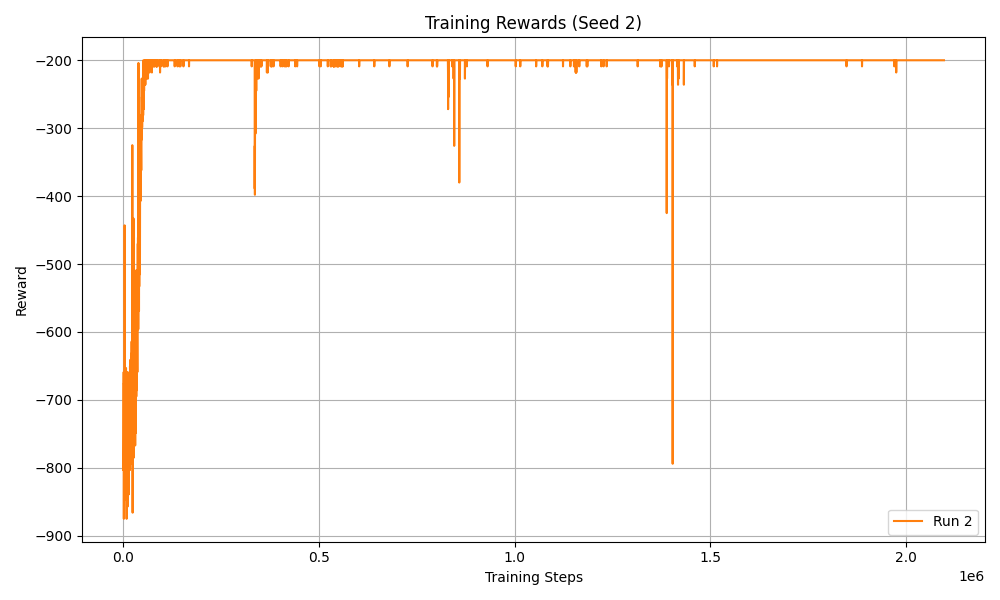 Training Rewards (Seed 2)
Reward
−200
−300
−400
−500
−600
−700
−800
−900
0.0 0.5 1.0 1.5 2.0
1e6
Training Steps
Run 2